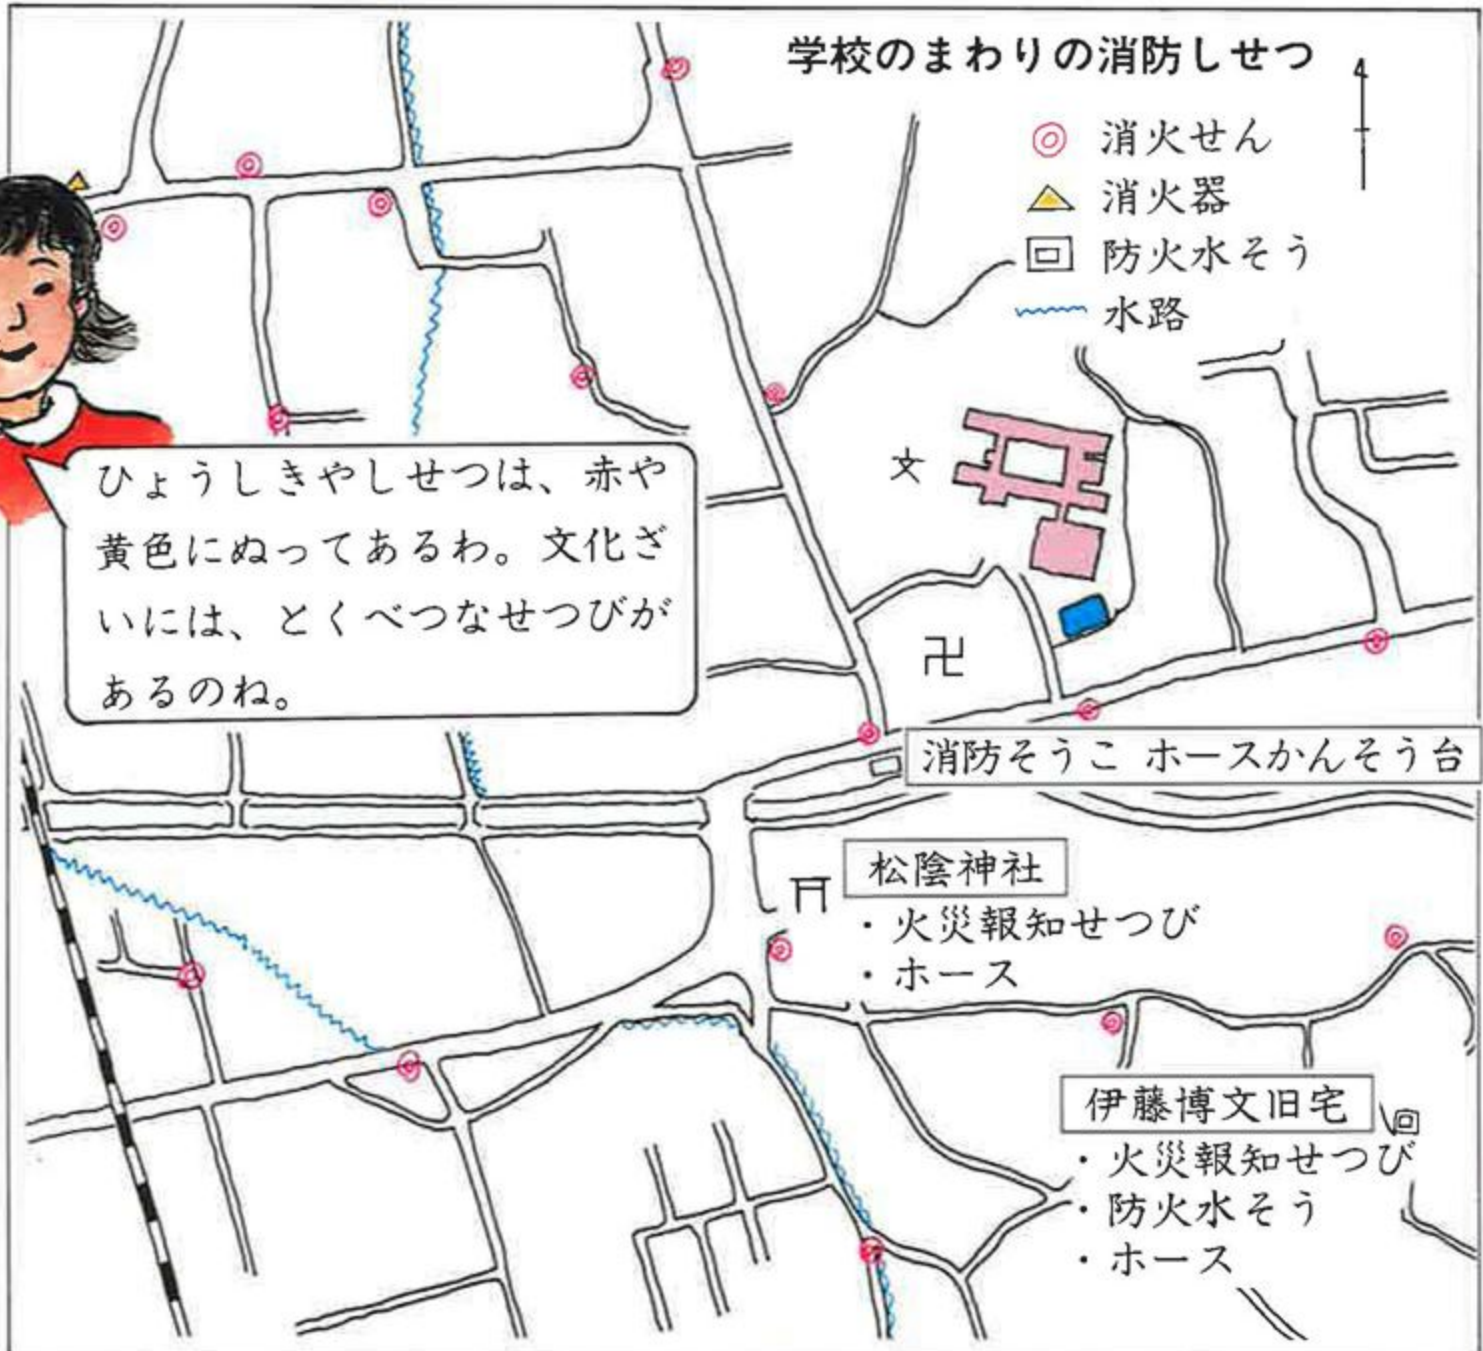 学校のまわりの消防しせつ
消火せん
消火器
防火水そう
水路
文
ひょうしきやしせつは、赤や
黄色にぬってあるわ。文化ざ
いには、とくべつなせつびが
あるのね。
卍
消防そうこ ホースかんそう台
松陰神社
・火災報知せつび
・ホース
伊藤博文旧宅
・火災報知せつび
・防火水そう
・ホース